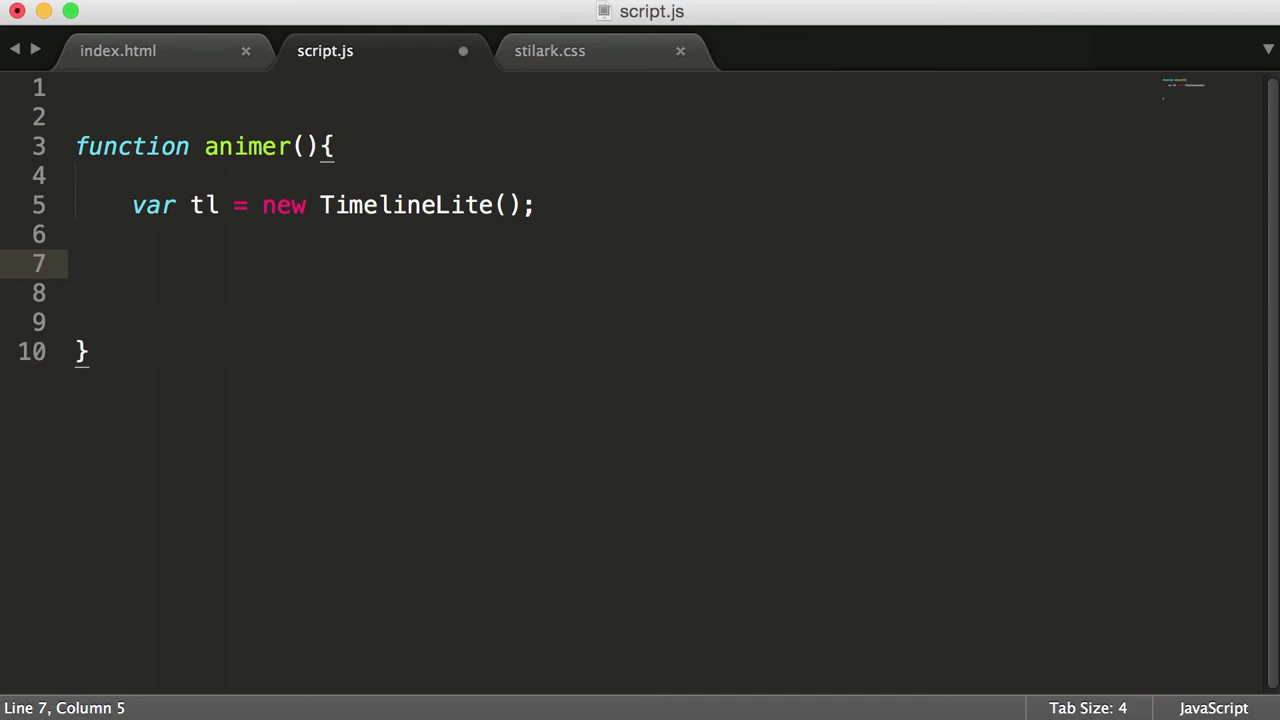 script.js
index.html × script.js stilark.css ×
1
2
3 function animer(){
4
5 var tl = new TimelineLite();
6
7
8
9
10 }
Line 7, Column 5 Tab Size: 4 JavaScript